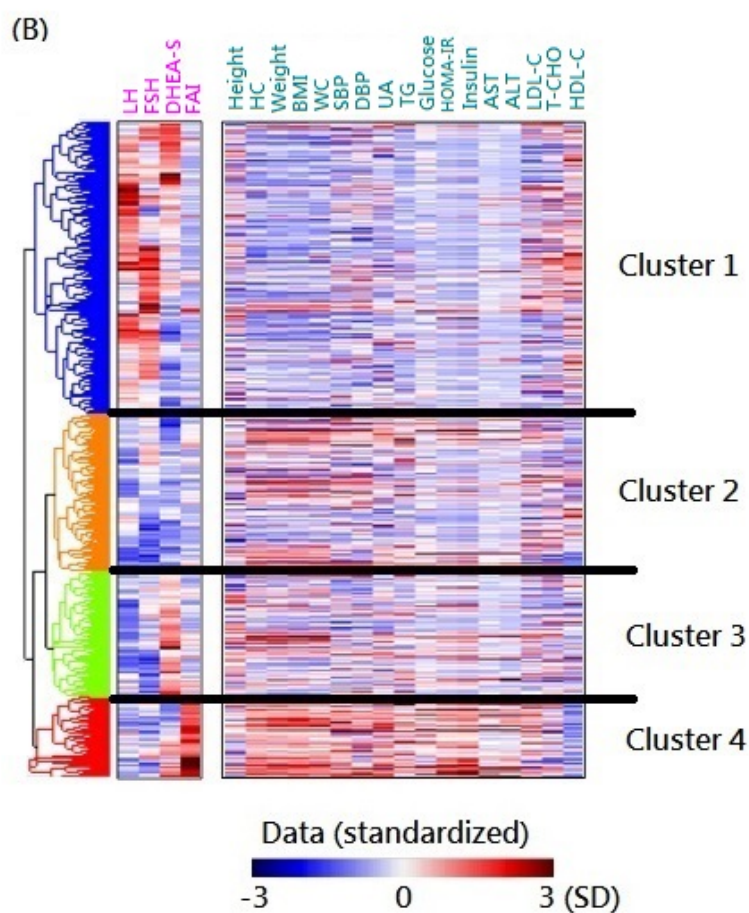 (B)
LH
FSH
DHEA-S
FAI
Height
HC
Weight
BMI
WC
SBP
DBP
UA
TG
Glucose
HOMA-IR
Insulin
AST
ALT
LDL-C
T-CHO
HDL-C
Cluster 1
Cluster 2
Cluster 3
Cluster 4
Data (standardized)
-3 0 3 (SD)